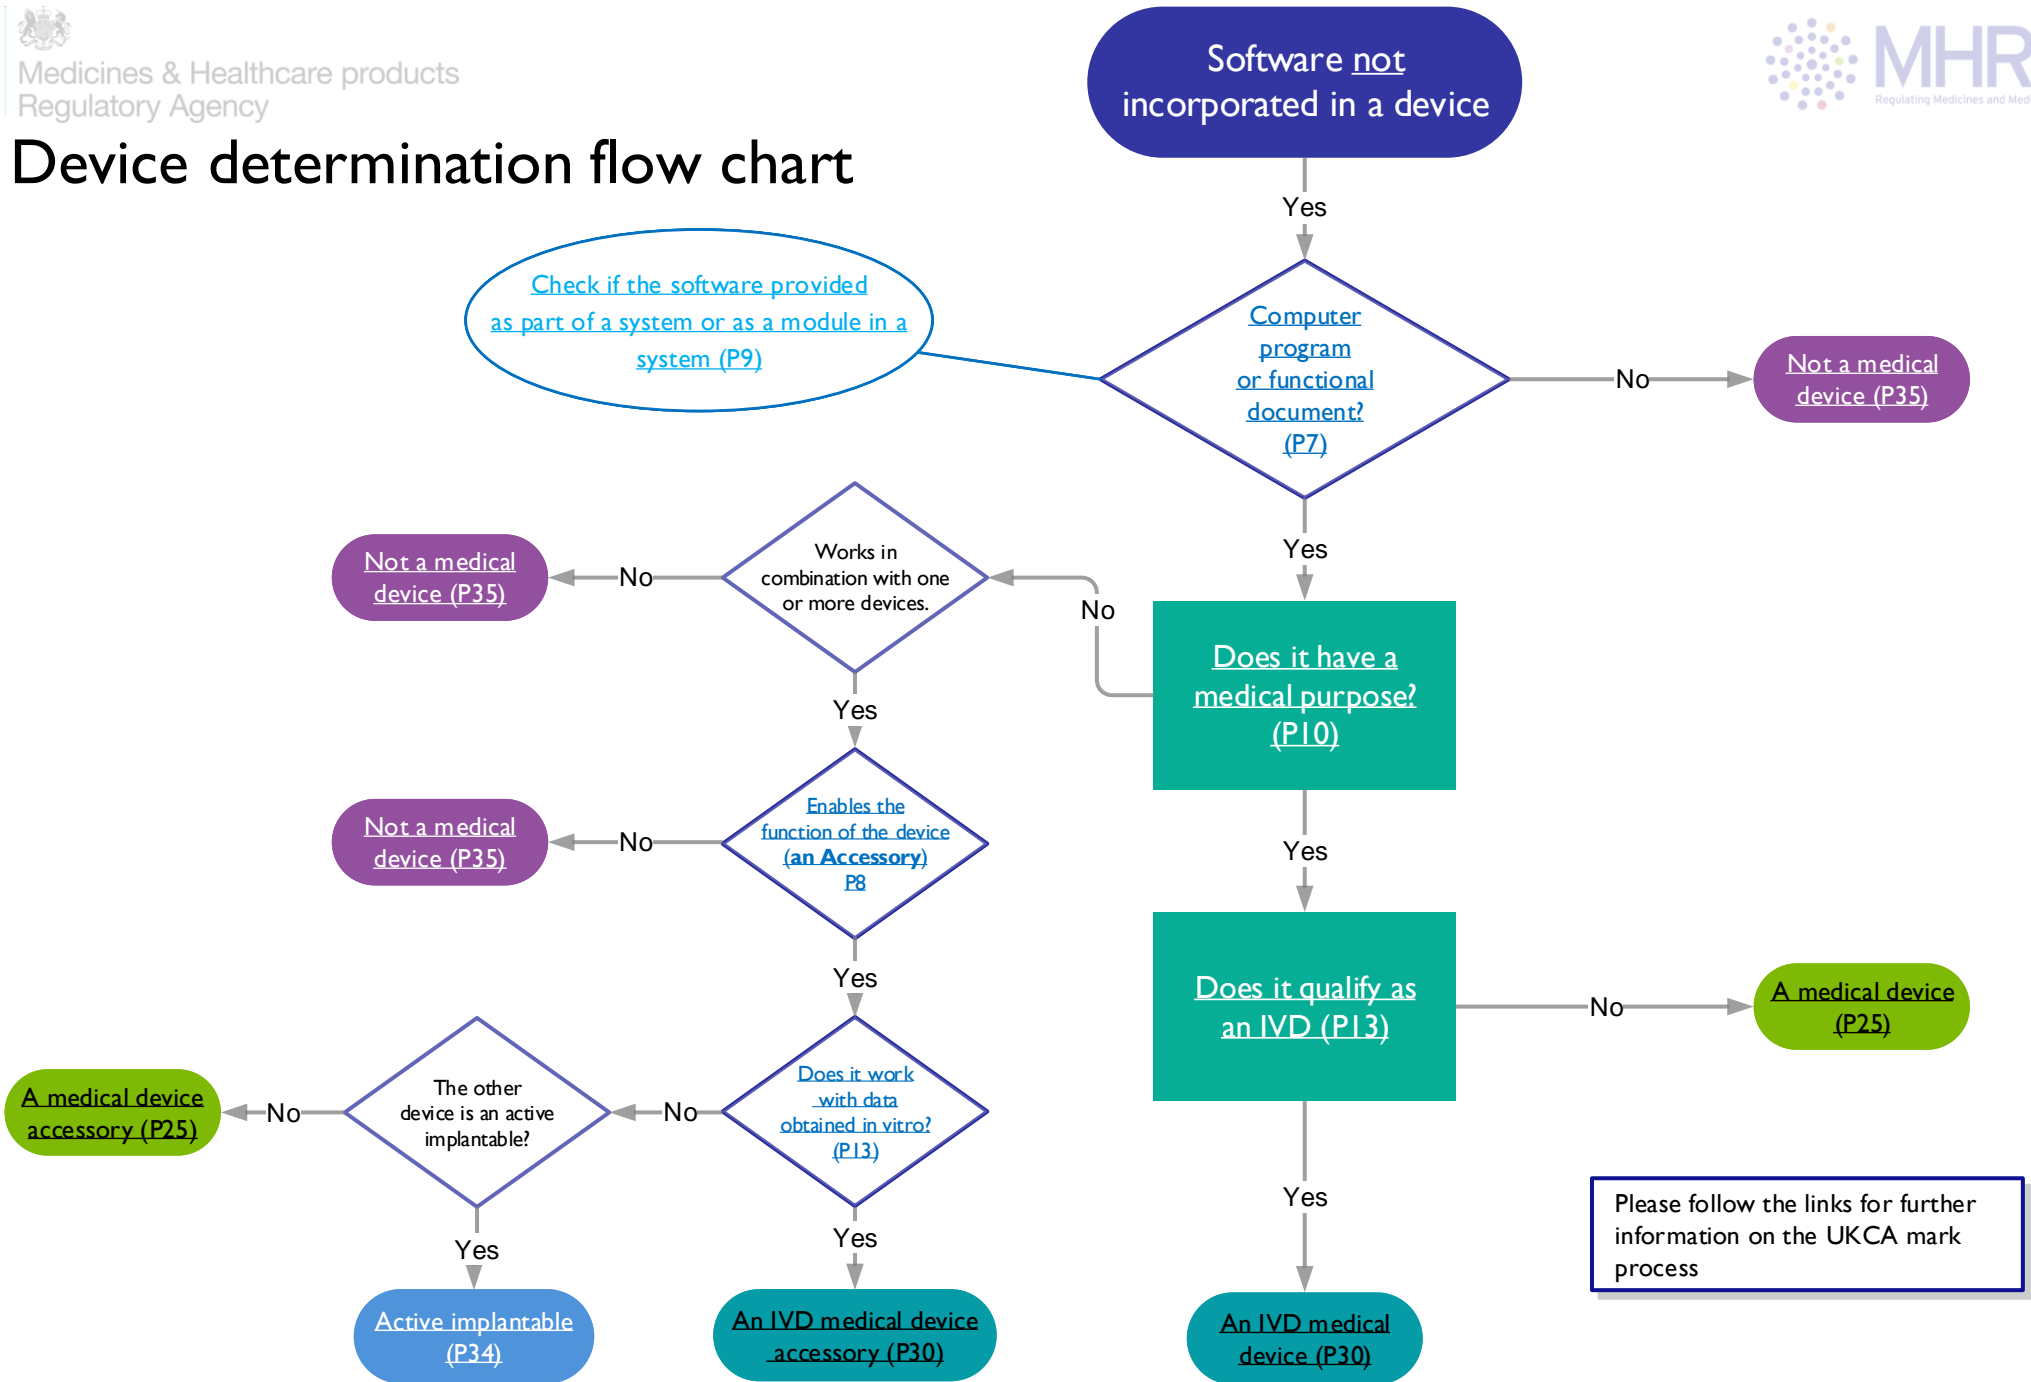 Medicines & Healthcare products
Regulatory Agency
MHR
Regulating Medicines and Med
Device determination flow chart
Software not
incorporated in a device
Yes
Check if the software provided
as part of a system or as a module in a
system (P9)
Computer
program
or functional
document?
(P7)
No
Not a medical
device (P35)
Yes
Works in
combination with one
or more devices.
No
Not a medical
device (P35)
No
Does it have a
medical purpose?
(P10)
Yes
Enables the
function of the device
(an Accessory)
P8
No
Not a medical
device (P35)
Yes
Does it qualify as
an IVD (P13)
No
A medical device
(P25)
Yes
Does it work
with data
obtained in vitro?
(P13)
No
The other
device is an active
implantable?
No
A medical device
accessory (P25)
Yes
Active implantable
(P34)
Yes
An IVD medical device
accessory (P30)
Yes
An IVD medical
device (P30)
Please follow the links for further
information on the UKCA mark
process